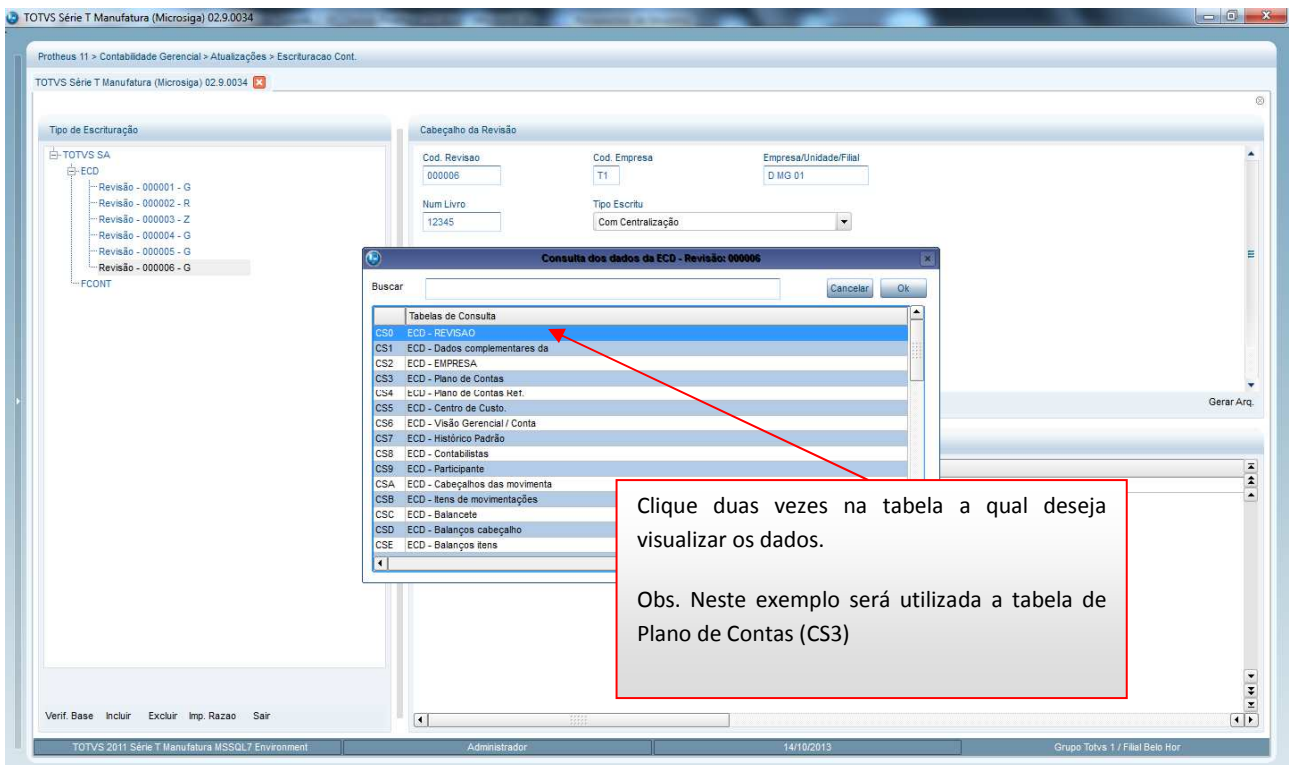 TOTVS Série T Manufatura (Microsiga) 02.9.0034
Protheus 11 > Contabilidade Gerencial > Atualizações > Escrituracao Cont.
TOTVS Série T Manufatura (Microsiga) 02.9.0034
Tipo de Escrituração
TOTVS SA
ECD
Revisão - 000001 - G
Revisão - 000002 - R
Revisão - 000003 - Z
Revisão - 000004 - G
Revisão - 000005 - G
Revisão - 000006 - G
FCONT
Verif. Base Incluir Excluir Imp. Razao Sair
Cabeçalho da Revisão
Cod. Revisao Cod. Empresa Empresa/Unidade/Filial
000006 T1 D MG 01
Num Livro Tipo Escritu
12345 Com Centralização
Gerar Arq.
Consulta dos dados da ECD - Revisão: 000006
Buscar Cancelar Ok
Tabelas de Consulta
CS0 ECD - REVISAO
CS1 ECD - Dados complementares da
CS2 ECD - EMPRESA
CS3 ECD - Plano de Contas
CS4 ECD - Plano de Contas Ref.
CS5 ECD - Centro de Custo.
CS6 ECD - Visão Gerencial / Conta
CS7 ECD - Histórico Padrão
CS8 ECD - Contabilistas
CS9 ECD - Participante
CSA ECD - Cabeçalhos das movimenta
CSB ECD - Itens de movimentações
CSC ECD - Balancete
CSD ECD - Balanços cabeçalho
CSE ECD - Balanços itens
Clique duas vezes na tabela a qual deseja
visualizar os dados.
Obs. Neste exemplo será utilizada a tabela de
Plano de Contas (CS3)
TOTVS 2011 Série T Manufatura MSSQL7 Environment Administrador 14/10/2013 Grupo Totvs 1 / Filial Belo Hor